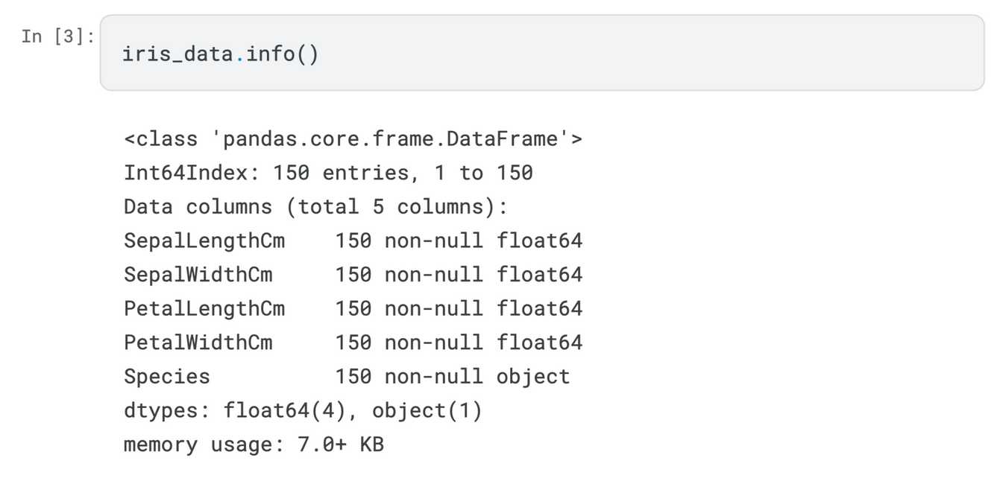 In [3]:
iris_data.info()
<class 'pandas.core.frame.DataFrame'>
Int64Index: 150 entries, 1 to 150
Data columns (total 5 columns):
SepalLengthCm    150 non-null float64
SepalWidthCm     150 non-null float64
PetalLengthCm    150 non-null float64
PetalWidthCm     150 non-null float64
Species          150 non-null object
dtypes: float64(4), object(1)
memory usage: 7.0+ KB